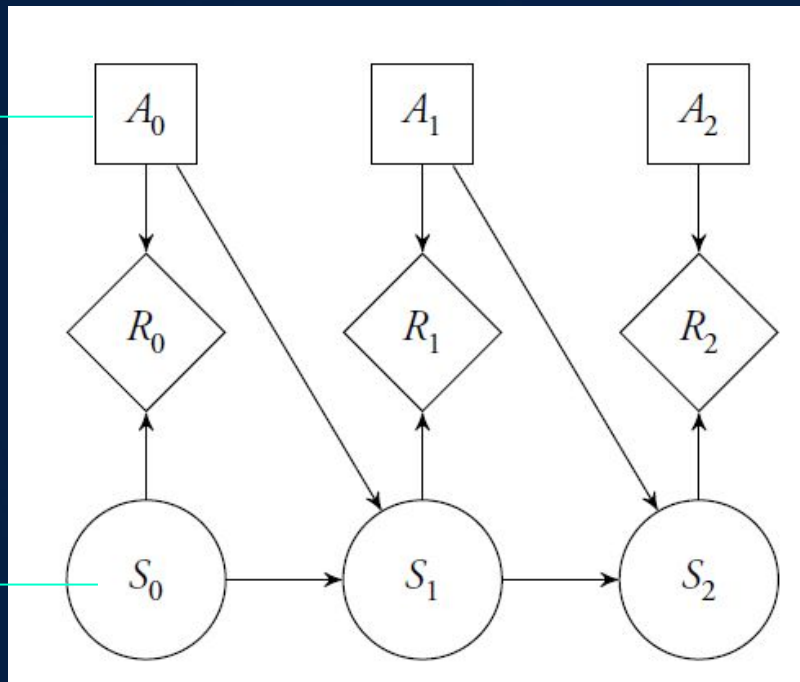 A₀ A₁ A₂
R₀ R₁ R₂
S₀ S₁ S₂